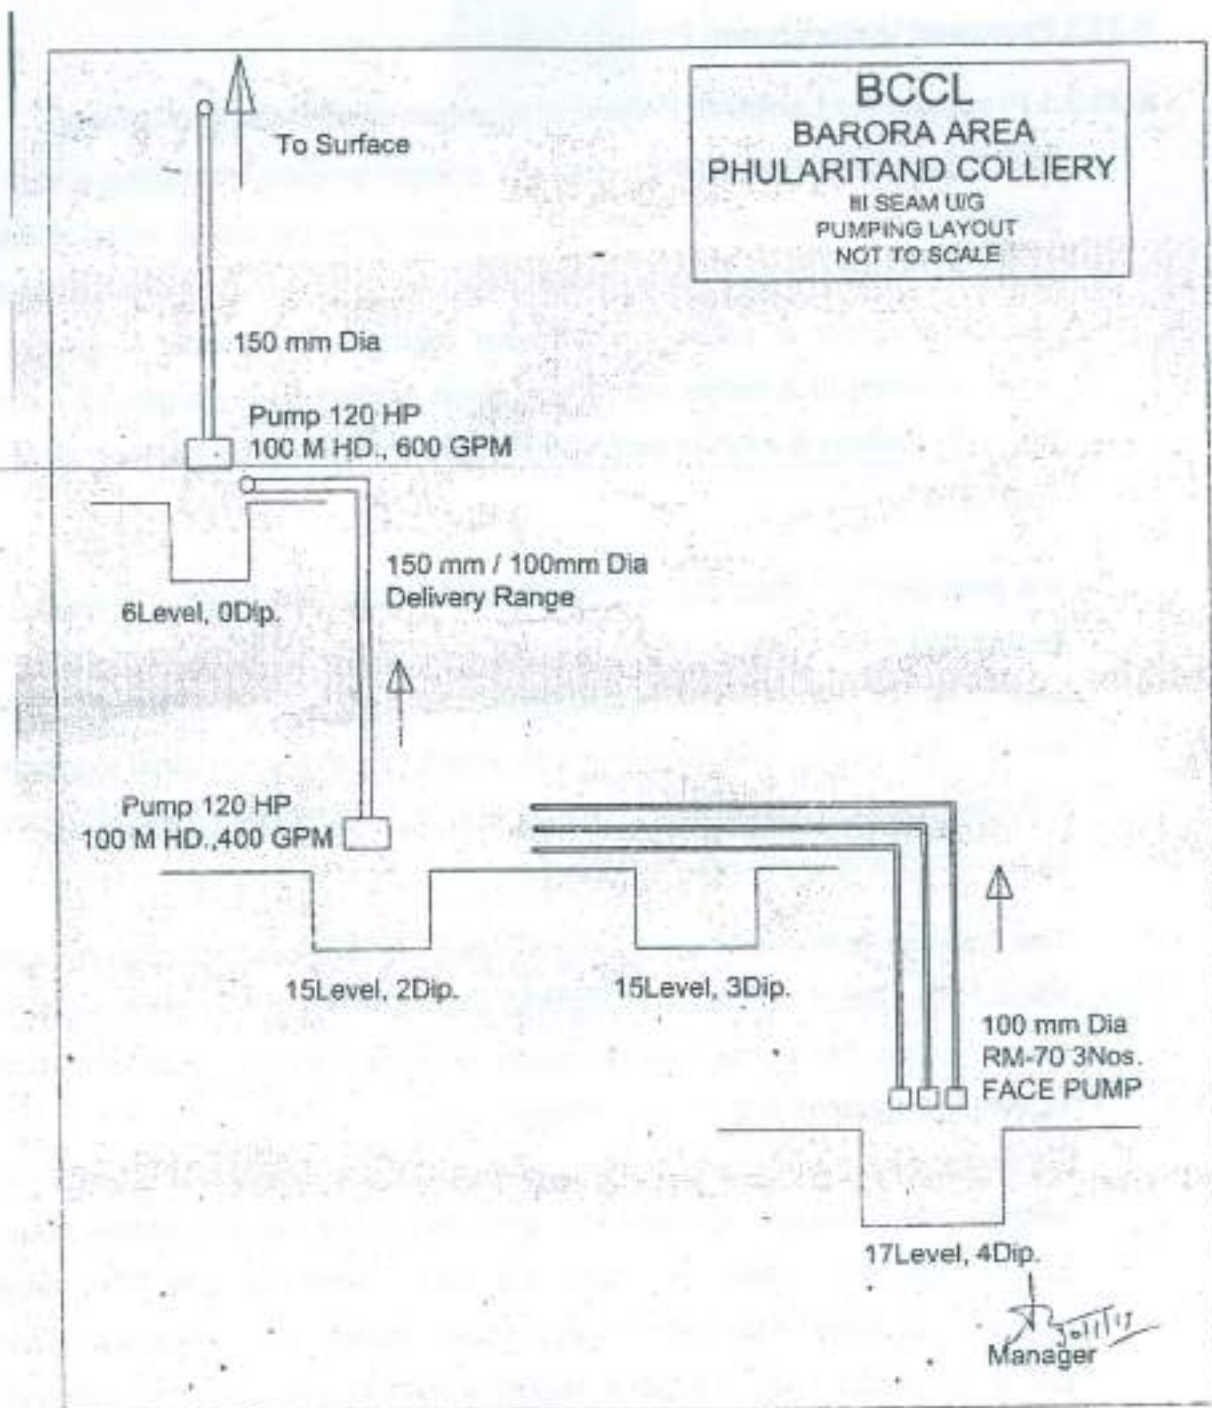 BCCL
BARORA AREA
PHULARITAND COLLIERY
III SEAM U/G
PUMPING LAYOUT
NOT TO SCALE
To Surface
150 mm Dia
Pump 120 HP
100 M HD., 600 GPM
150 mm / 100mm Dia
Delivery Range
6Level, 0Dip.
Pump 120 HP
100 M HD.,400 GPM
15Level, 2Dip.
15Level, 3Dip.
100 mm Dia
RM-70 3Nos.
FACE PUMP
17Level, 4Dip.
Manager